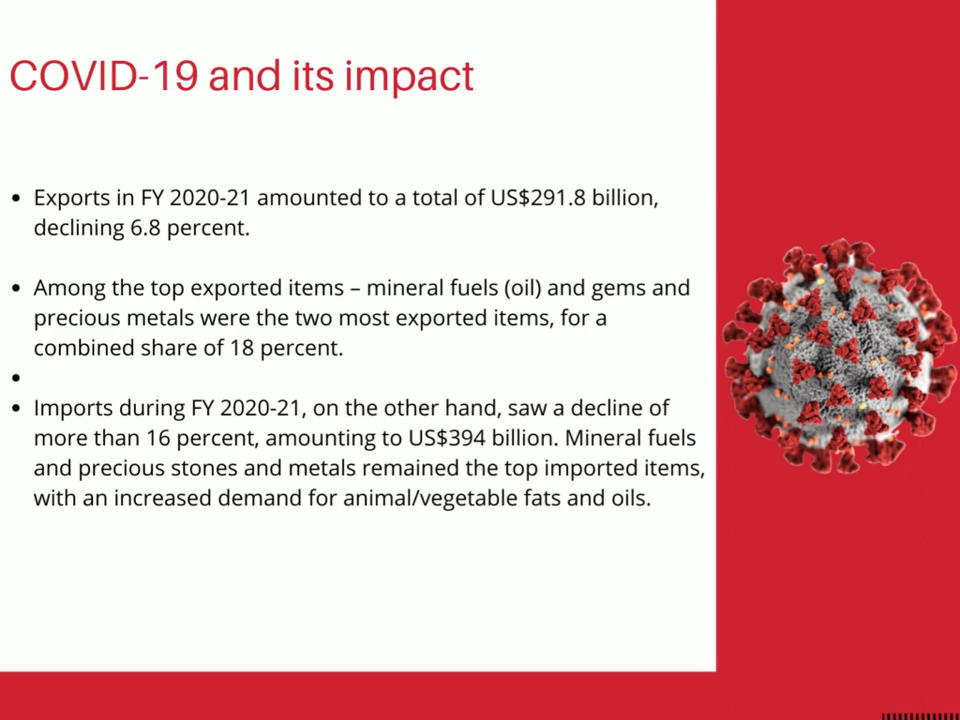 COVID-19 and its impact
• Exports in FY 2020-21 amounted to a total of US$291.8 billion,
declining 6.8 percent.
• Among the top exported items – mineral fuels (oil) and gems and
precious metals were the two most exported items, for a
combined share of 18 percent.
•
• Imports during FY 2020-21, on the other hand, saw a decline of
more than 16 percent, amounting to US$394 billion. Mineral fuels
and precious stones and metals remained the top imported items,
with an increased demand for animal/vegetable fats and oils.